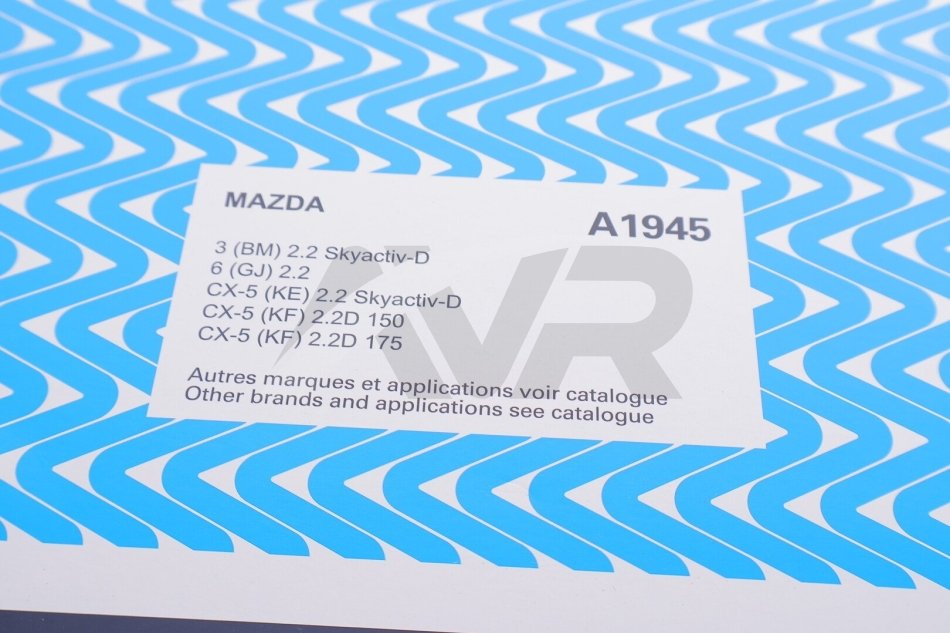 MAZDA
A1945
3 (BM) 2.2 Skyactiv-D
6 (GJ) 2.2
CX-5 (KE) 2.2 Skyactiv-D
CX-5 (KF) 2.2D 150
CX-5 (KF) 2.2D 175
Autres marques et applications voir catalogue
Other brands and applications see catalogue
VR